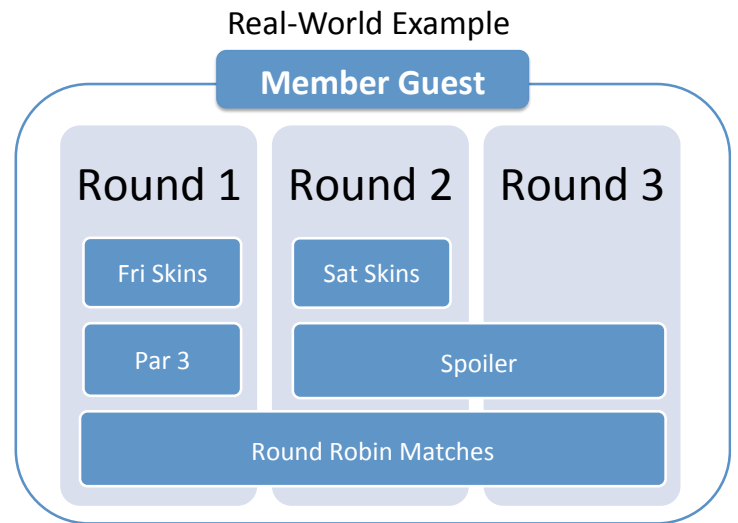 Real-World Example
Member Guest
Round 1
Round 2
Round 3
Fri Skins
Sat Skins
Par 3
Spoiler
Round Robin Matches